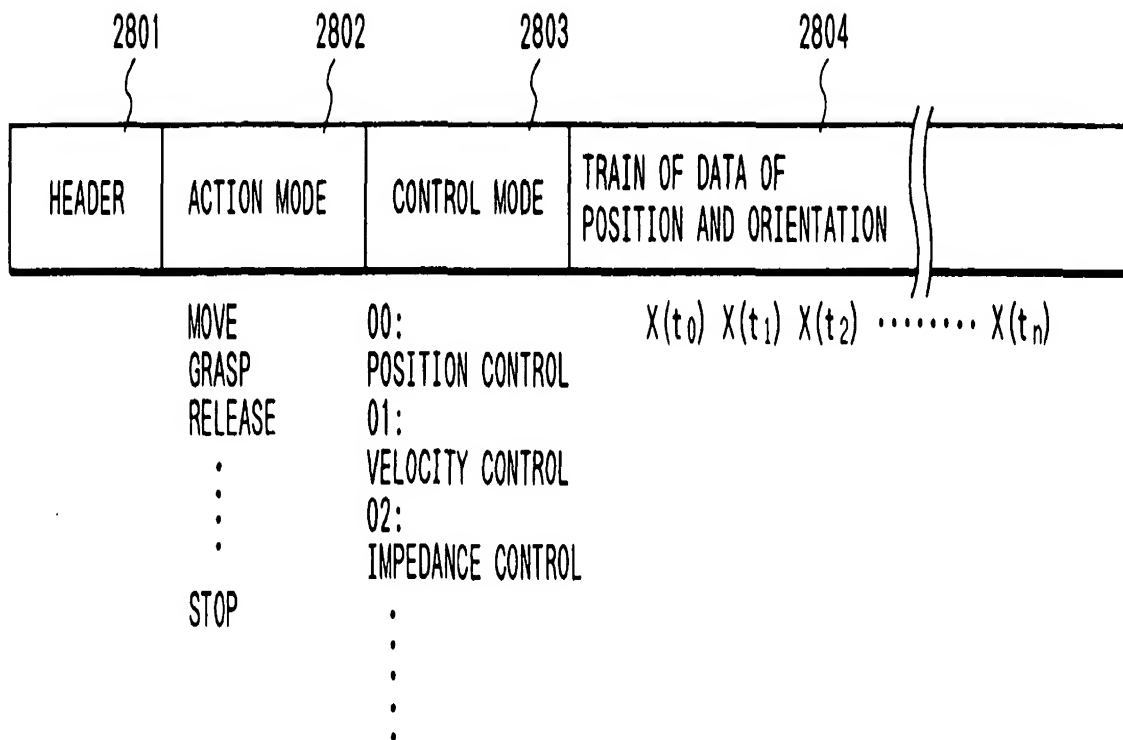 2801 2802 2803 2804
HEADER
ACTION MODE
CONTROL MODE
TRAIN OF DATA OF
POSITION AND ORIENTATION
MOVE
GRASP
RELEASE
STOP
00:
POSITION CONTROL
01:
VELOCITY CONTROL
02:
IMPEDANCE CONTROL
X(t₀) X(t₁) X(t₂) ········ X(tₙ)